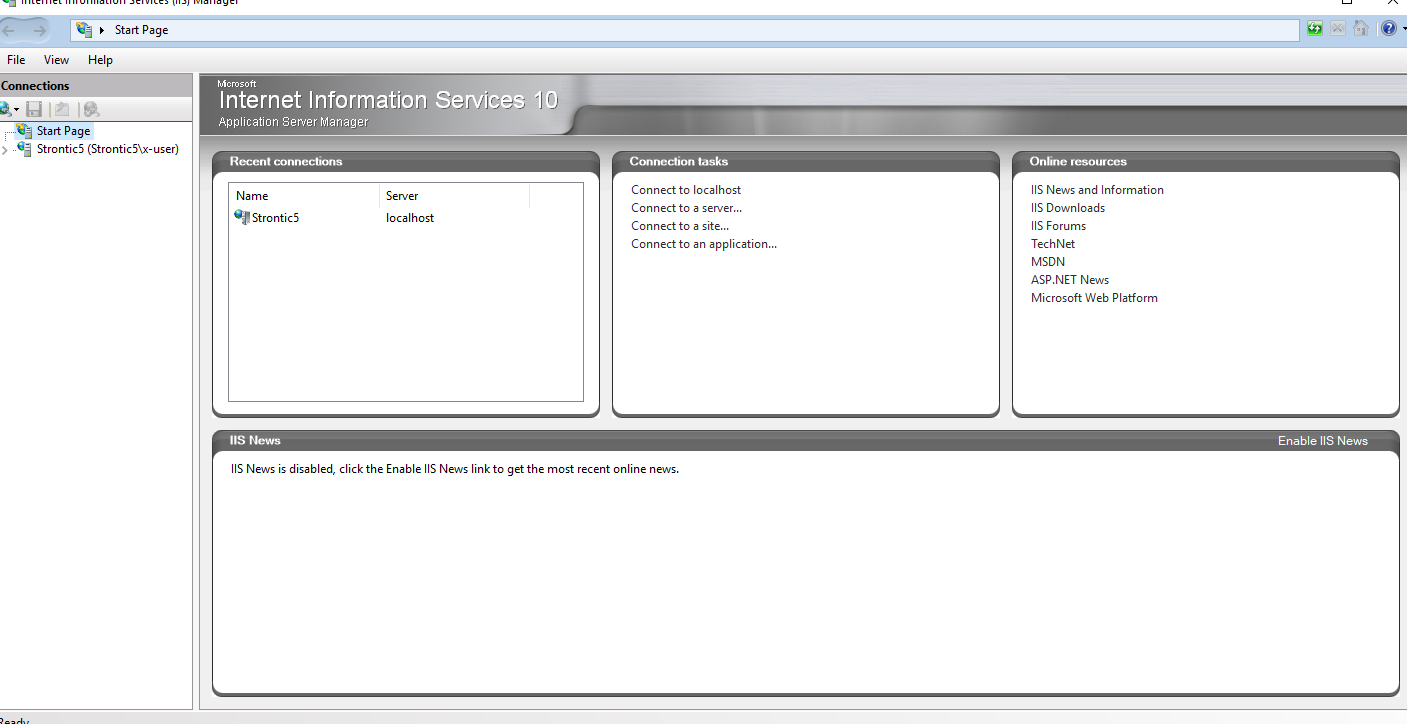 Internet Information Services (IIS) Manager
Start Page
File View Help
Connections
Start Page
Strontic5 (Strontic5\x-user)
Microsoft
Internet Information Services 10
Application Server Manager
Recent connections
Name Server
Strontic5 localhost
Connection tasks
Connect to localhost
Connect to a server...
Connect to a site...
Connect to an application...
Online resources
IIS News and Information
IIS Downloads
IIS Forums
TechNet
MSDN
ASP.NET News
Microsoft Web Platform
IIS News Enable IIS News
IIS News is disabled, click the Enable IIS News link to get the most recent online news.
Ready